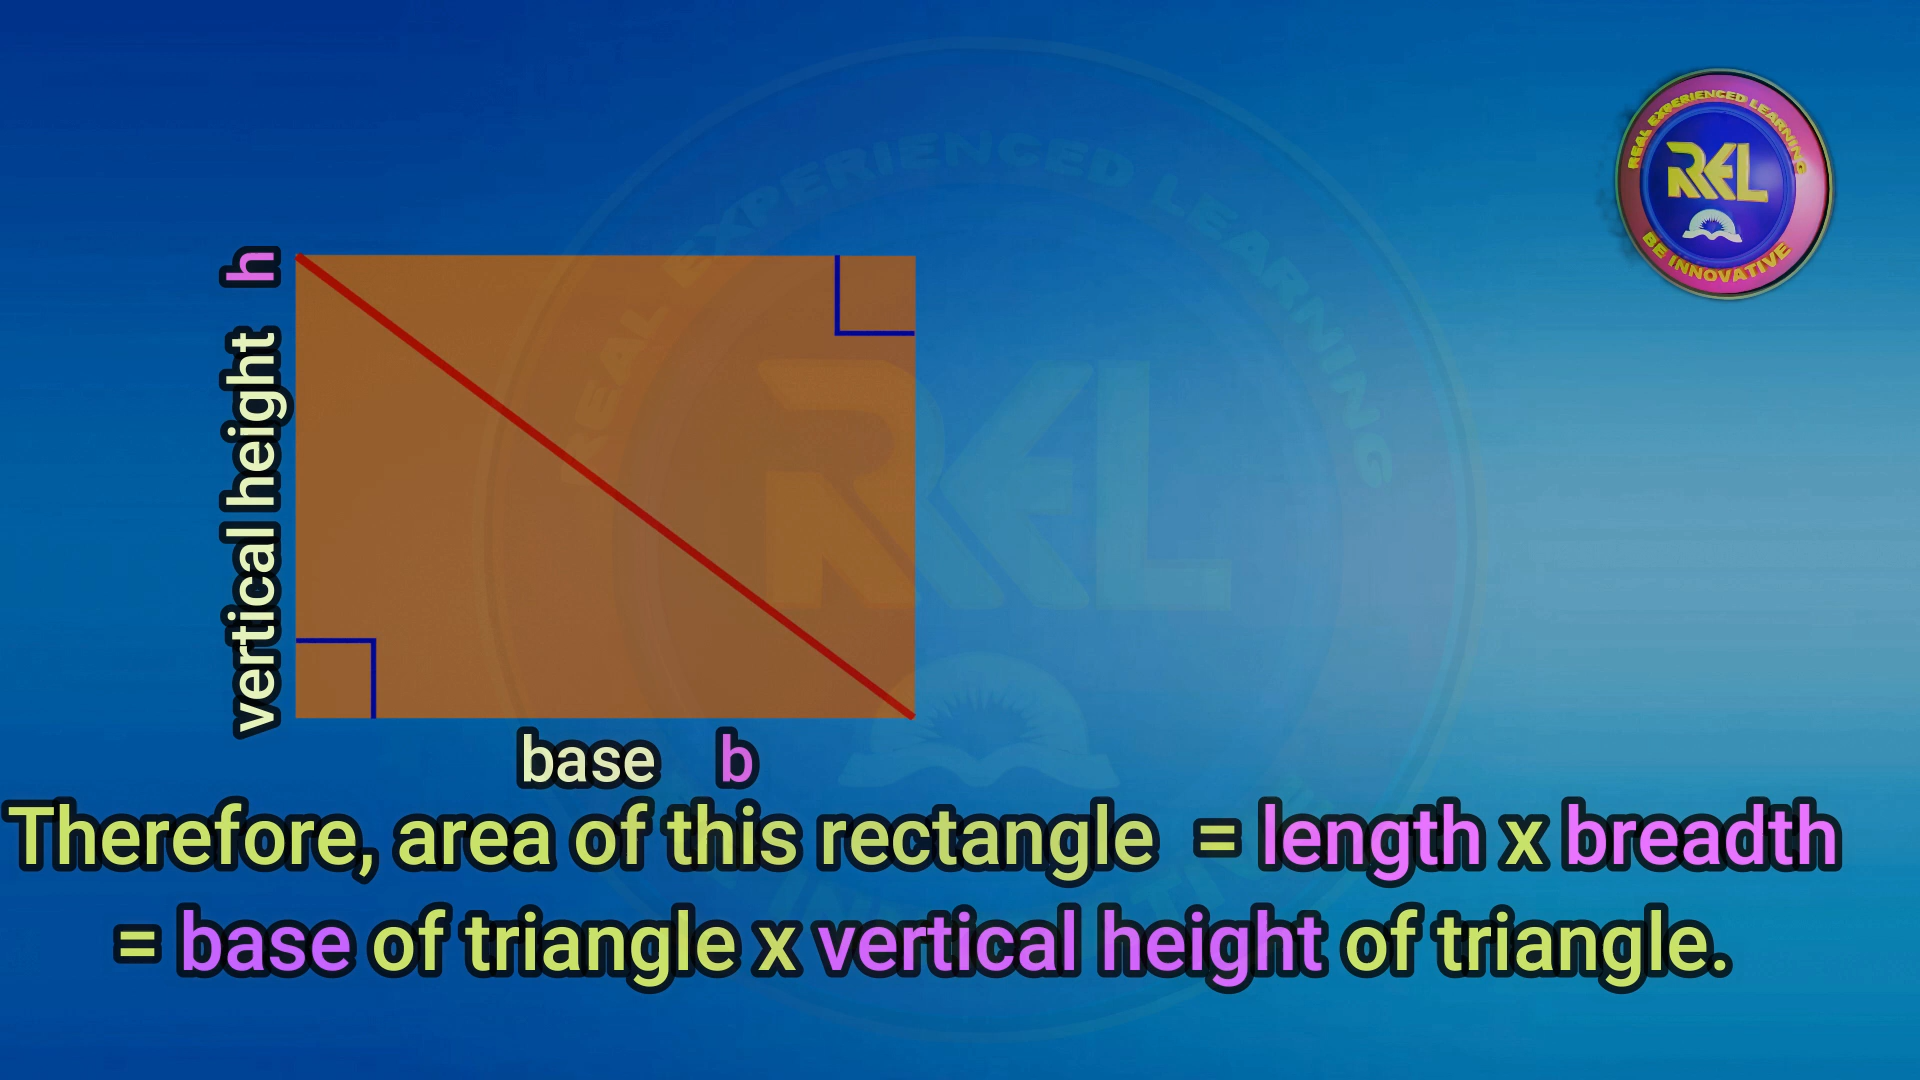 REAL EXPERIENCED LEARNING
REL
BE INNOVATIVE
vertical height h
base b
Therefore, area of this rectangle = length x breadth
= base of triangle x vertical height of triangle.